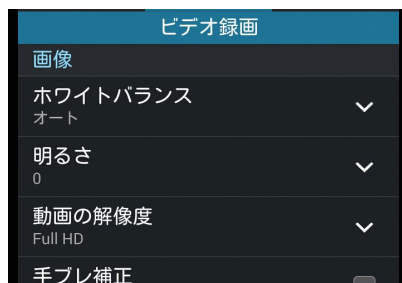 ビデオ録画
画像
ホワイトバランス
オート
明るさ
0
動画の解像度
Full HD
手ブレ補正